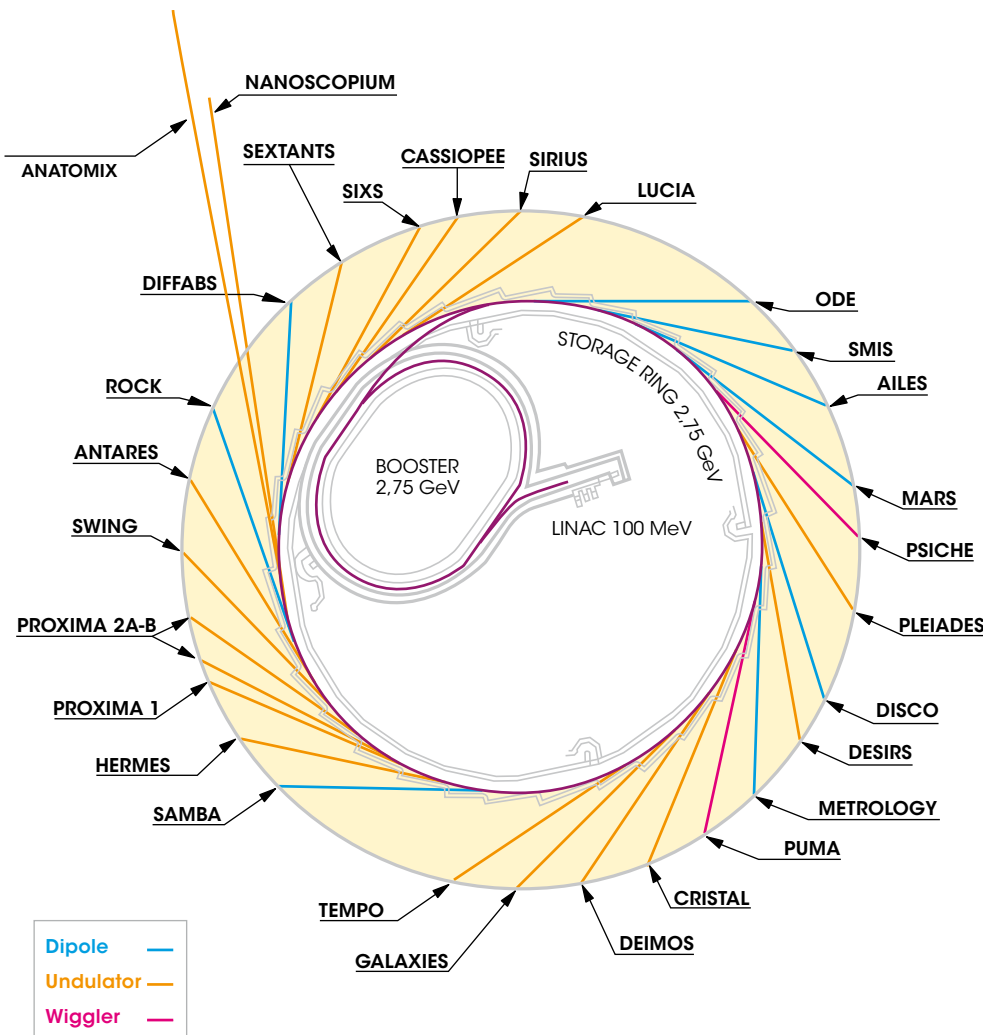 NANOSCOPIUM
ANATOMIX
SEXTANTS
CASSIOPEE
SIRIUS
SIXS
LUCIA
DIFFABS
ODE
SMIS
AILES
ROCK
STORAGE RING 2,75 GeV
ANTARES
BOOSTER
2,75 GeV
MARS
SWING
LINAC 100 MeV
PSICHE
PROXIMA 2A-B
PLEIADES
PROXIMA 1
DISCO
HERMES
DESIRS
SAMBA
METROLOGY
PUMA
CRISTAL
TEMPO
DEIMOS
GALAXIES
Dipole
Undulator
Wiggler